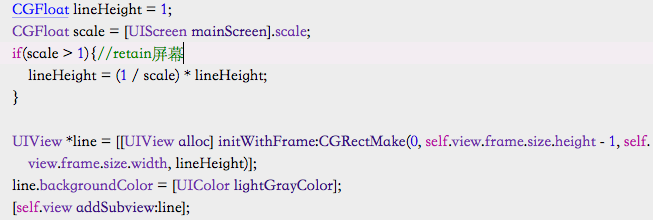 CGFloat lineHeight = 1;
CGFloat scale = [UIScreen mainScreen].scale;
if(scale > 1){//retain屏幕
lineHeight = (1 / scale) * lineHeight;
}
UIView *line = [[UIView alloc] initWithFrame:CGRectMake(0, self.view.frame.size.height - 1, self.
view.frame.size.width, lineHeight)];
line.backgroundColor = [UIColor lightGrayColor];
[self.view addSubview:line];